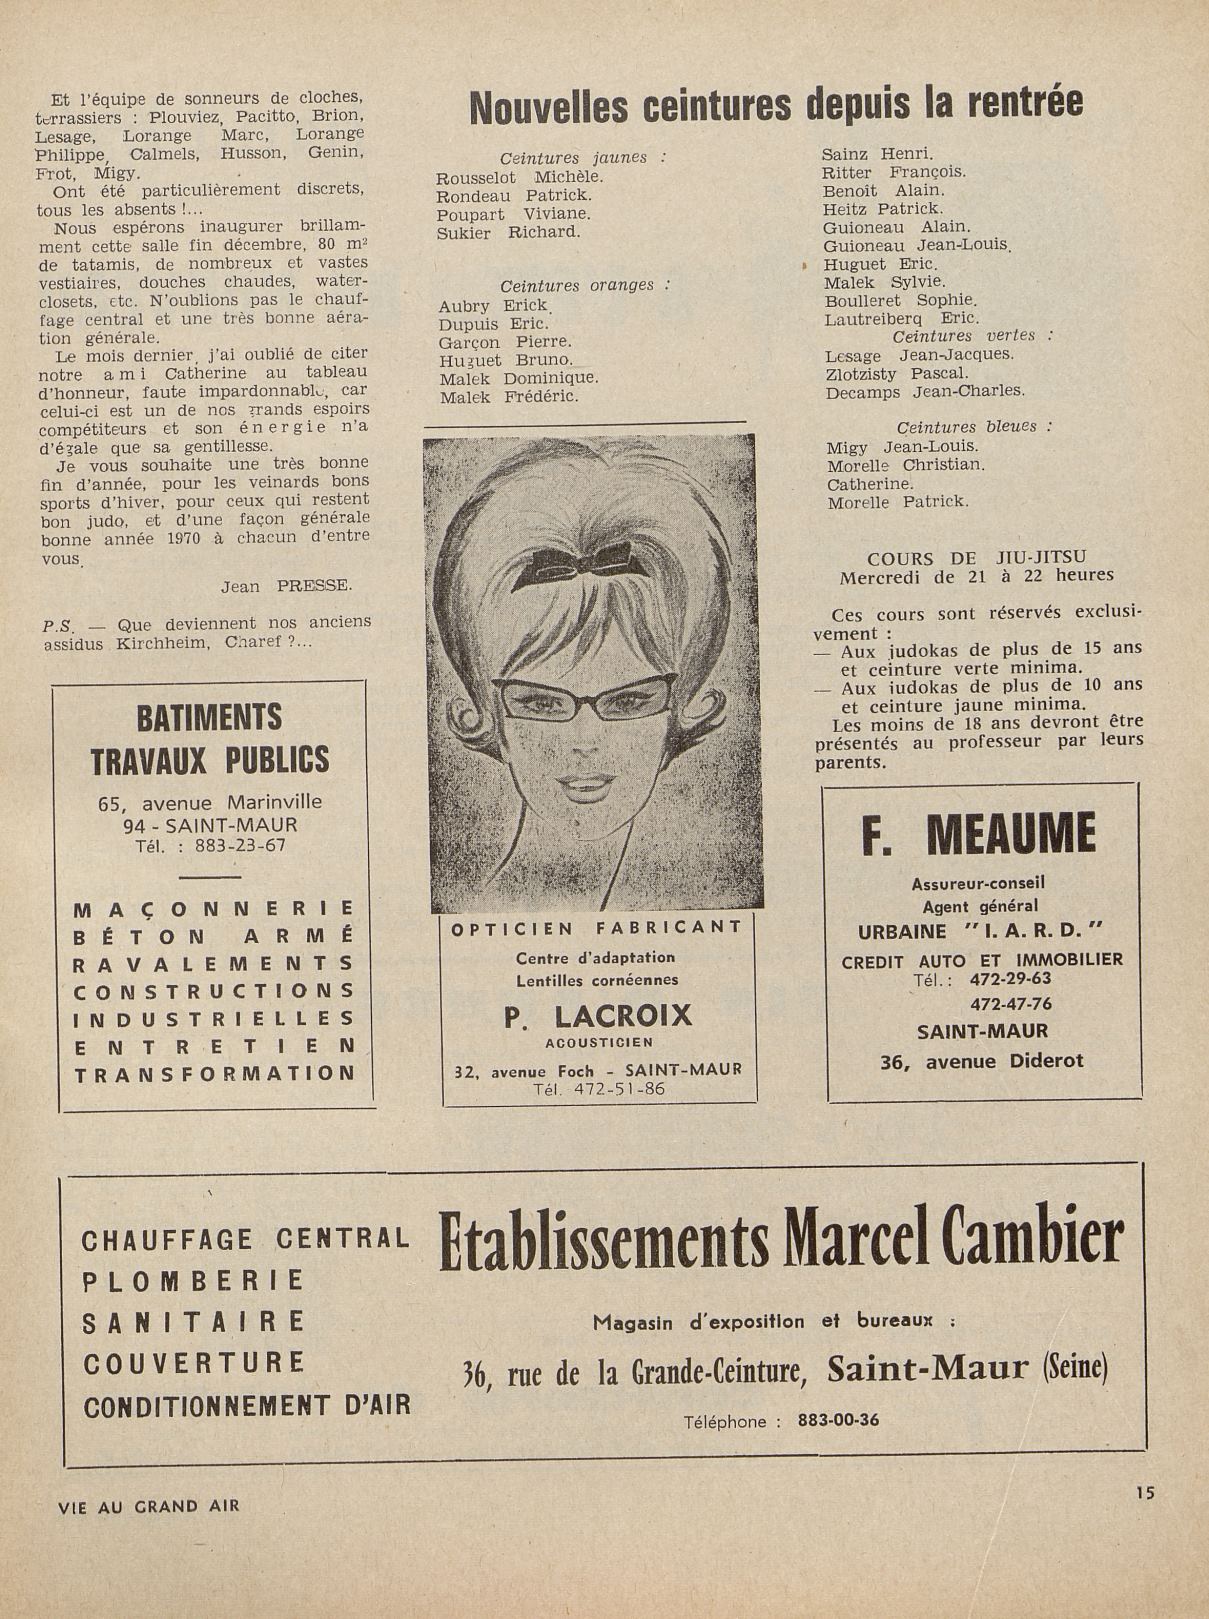 Et l'équipe de sonneurs de cloches,
terrassiers : Plouviez, Pacitto, Brion,
Lesage, Lorange Marc, Lorange
Philippe, Calmels, Husson, Genin,
Frot, Migy.
Ont été particulièrement discrets,
tous les absents !...
Nous espérons inaugurer brillam-
ment cette salle fin décembre, 80 m²
de tatamis, de nombreux et vastes
vestiaires, douches chaudes, water-
closets, etc. N'oublions pas le chauf-
fage central et une très bonne aéra-
tion générale.
Le mois dernier, j'ai oublié de citer
notre ami Catherine au tableau
d'honneur, faute impardonnable, car
celui-ci est un de nos grands espoirs
compétiteurs et son énergie n'a
d'égale que sa gentillesse.
Je vous souhaite une très bonne
fin d'année, pour les veinards bons
sports d'hiver, pour ceux qui restent
bon judo, et d'une façon générale
bonne année 1970 à chacun d'entre
vous.
Jean PRESSE.
P.S. — Que deviennent nos anciens
assidus Kirchheim, Charef ?...
BATIMENTS
TRAVAUX PUBLICS
65, avenue Marinville
94 - SAINT-MAUR
Tél. : 883-23-67
MAÇONNERIE
BÉTON ARMÉ
RAVALEMENTS
CONSTRUCTIONS
INDUSTRIELLES
ENTRETIEN
TRANSFORMATION
Nouvelles ceintures depuis la rentrée
Ceintures jaunes :
Rousselot Michèle.
Rondeau Patrick.
Poupart Viviane.
Sukier Richard.
Ceintures oranges :
Aubry Erick.
Dupuis Eric.
Garçon Pierre.
Huguet Bruno.
Malek Dominique.
Malek Frédéric.
OPTICIEN FABRICANT
Centre d'adaptation
Lentilles cornéennes
P. LACROIX
ACOUSTICIEN
32, avenue Foch - SAINT-MAUR
Tél. 472-51-86
Sainz Henri.
Ritter François.
Benoît Alain.
Heitz Patrick.
Guioneau Alain.
Guioneau Jean-Louis.
Huguet Eric.
Malek Sylvie.
Boulleret Sophie.
Lautreiberq Eric.
Ceintures vertes :
Lesage Jean-Jacques.
Zlotzisty Pascal.
Decamps Jean-Charles.
Ceintures bleues :
Migy Jean-Louis.
Morelle Christian.
Catherine.
Morelle Patrick.
COURS DE JIU-JITSU
Mercredi de 21 à 22 heures
Ces cours sont réservés exclusi-
vement :
— Aux judokas de plus de 15 ans
et ceinture verte minima.
— Aux iudokas de plus de 10 ans
et ceinture jaune minima.
Les moins de 18 ans devront être
présentés au professeur par leurs
parents.
F. MEAUME
Assureur-conseil
Agent général
URBAINE " I. A. R. D. "
CREDIT AUTO ET IMMOBILIER
Tél. : 472-29-63
472-47-76
SAINT-MAUR
36, avenue Diderot
CHAUFFAGE CENTRAL
PLOMBERIE
SANITAIRE
COUVERTURE
CONDITIONNEMENT D'AIR
Etablissements Marcel Cambier
Magasin d'exposition et bureaux :
36, rue de la Grande-Ceinture, Saint-Maur (Seine)
Téléphone : 883-00-36
VIE AU GRAND AIR
15